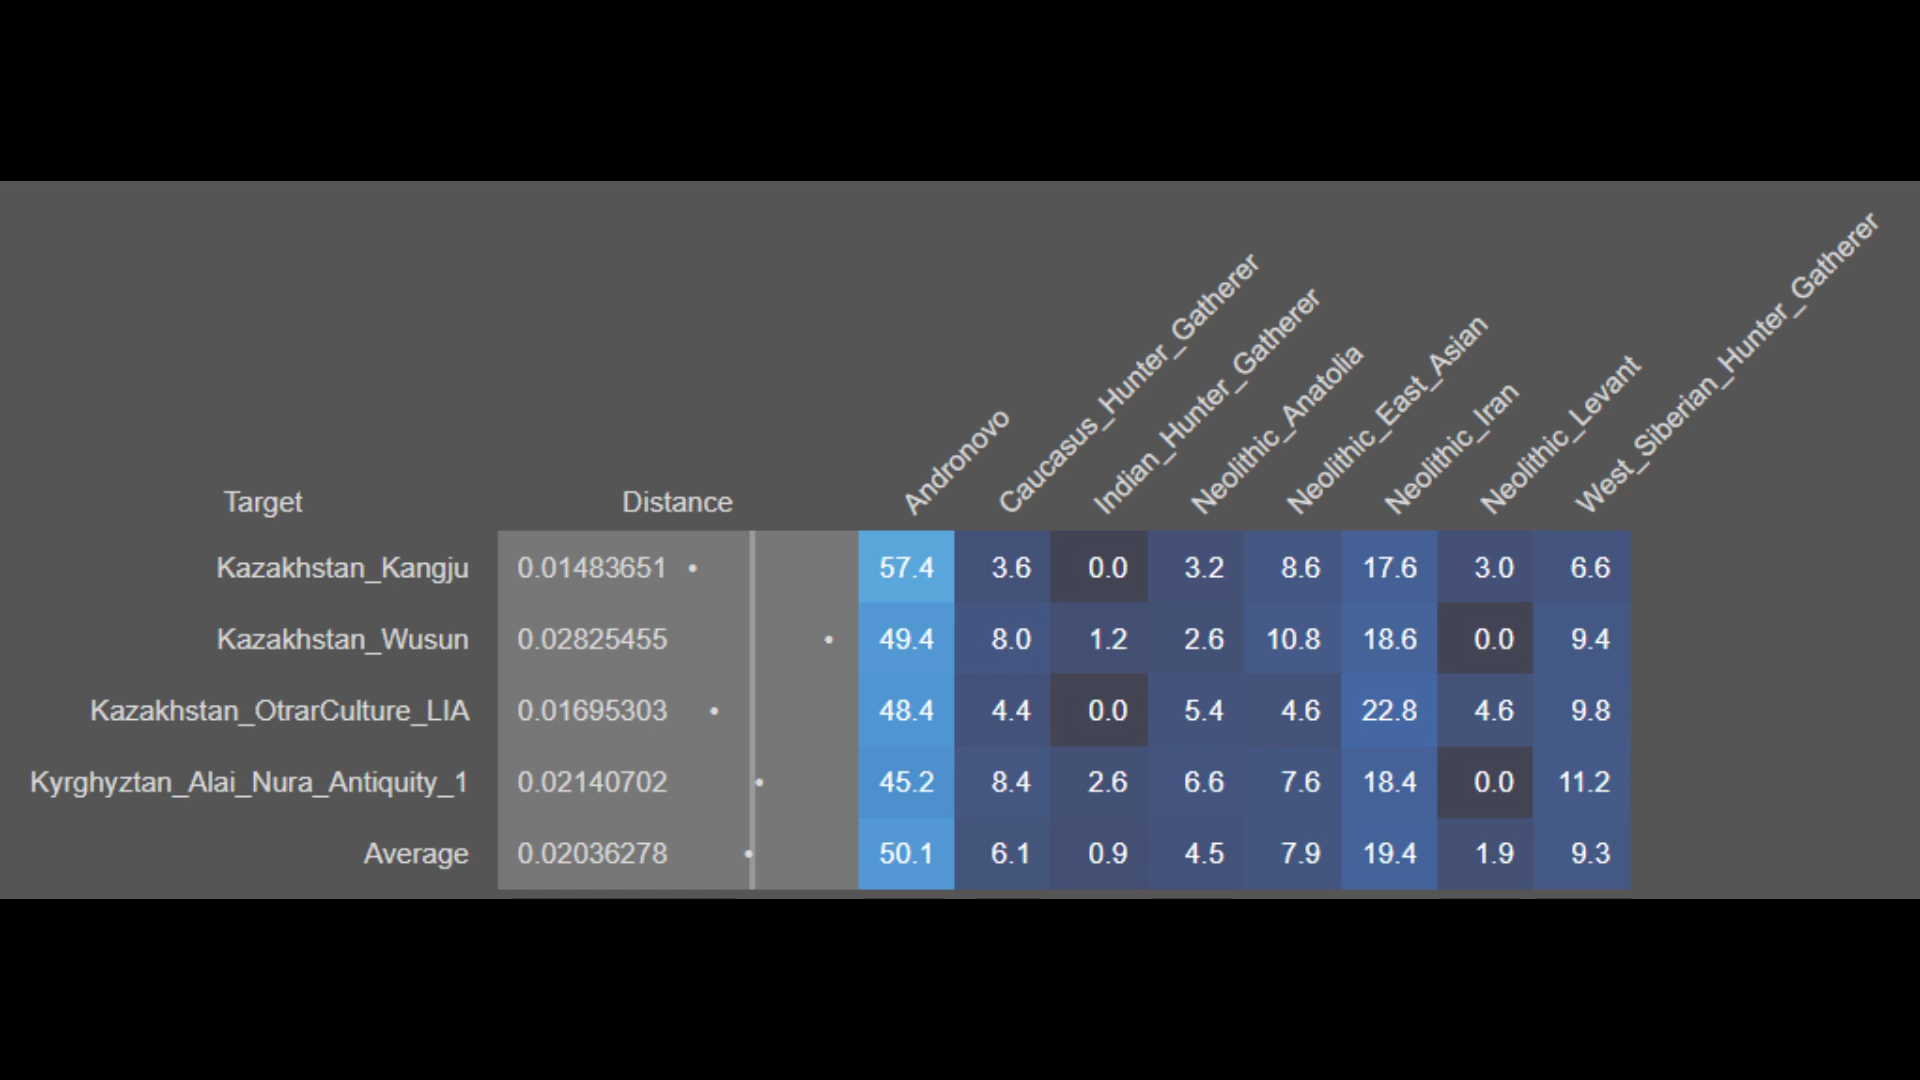 Target Distance Andronovo Caucasus_Hunter_Gatherer Indian_Hunter_Gatherer Neolithic_Anatolia Neolithic_East_Asian Neolithic_Iran Neolithic_Levant West_Siberian_Hunter_Gatherer
Kazakhstan_Kangju 0.01483651 57.4 3.6 0.0 3.2 8.6 17.6 3.0 6.6
Kazakhstan_Wusun 0.02825455 49.4 8.0 1.2 2.6 10.8 18.6 0.0 9.4
Kazakhstan_OtrarCulture_LIA 0.01695303 48.4 4.4 0.0 5.4 4.6 22.8 4.6 9.8
Kyrghyztan_Alai_Nura_Antiquity_1 0.02140702 45.2 8.4 2.6 6.6 7.6 18.4 0.0 11.2
Average 0.02036278 50.1 6.1 0.9 4.5 7.9 19.4 1.9 9.3